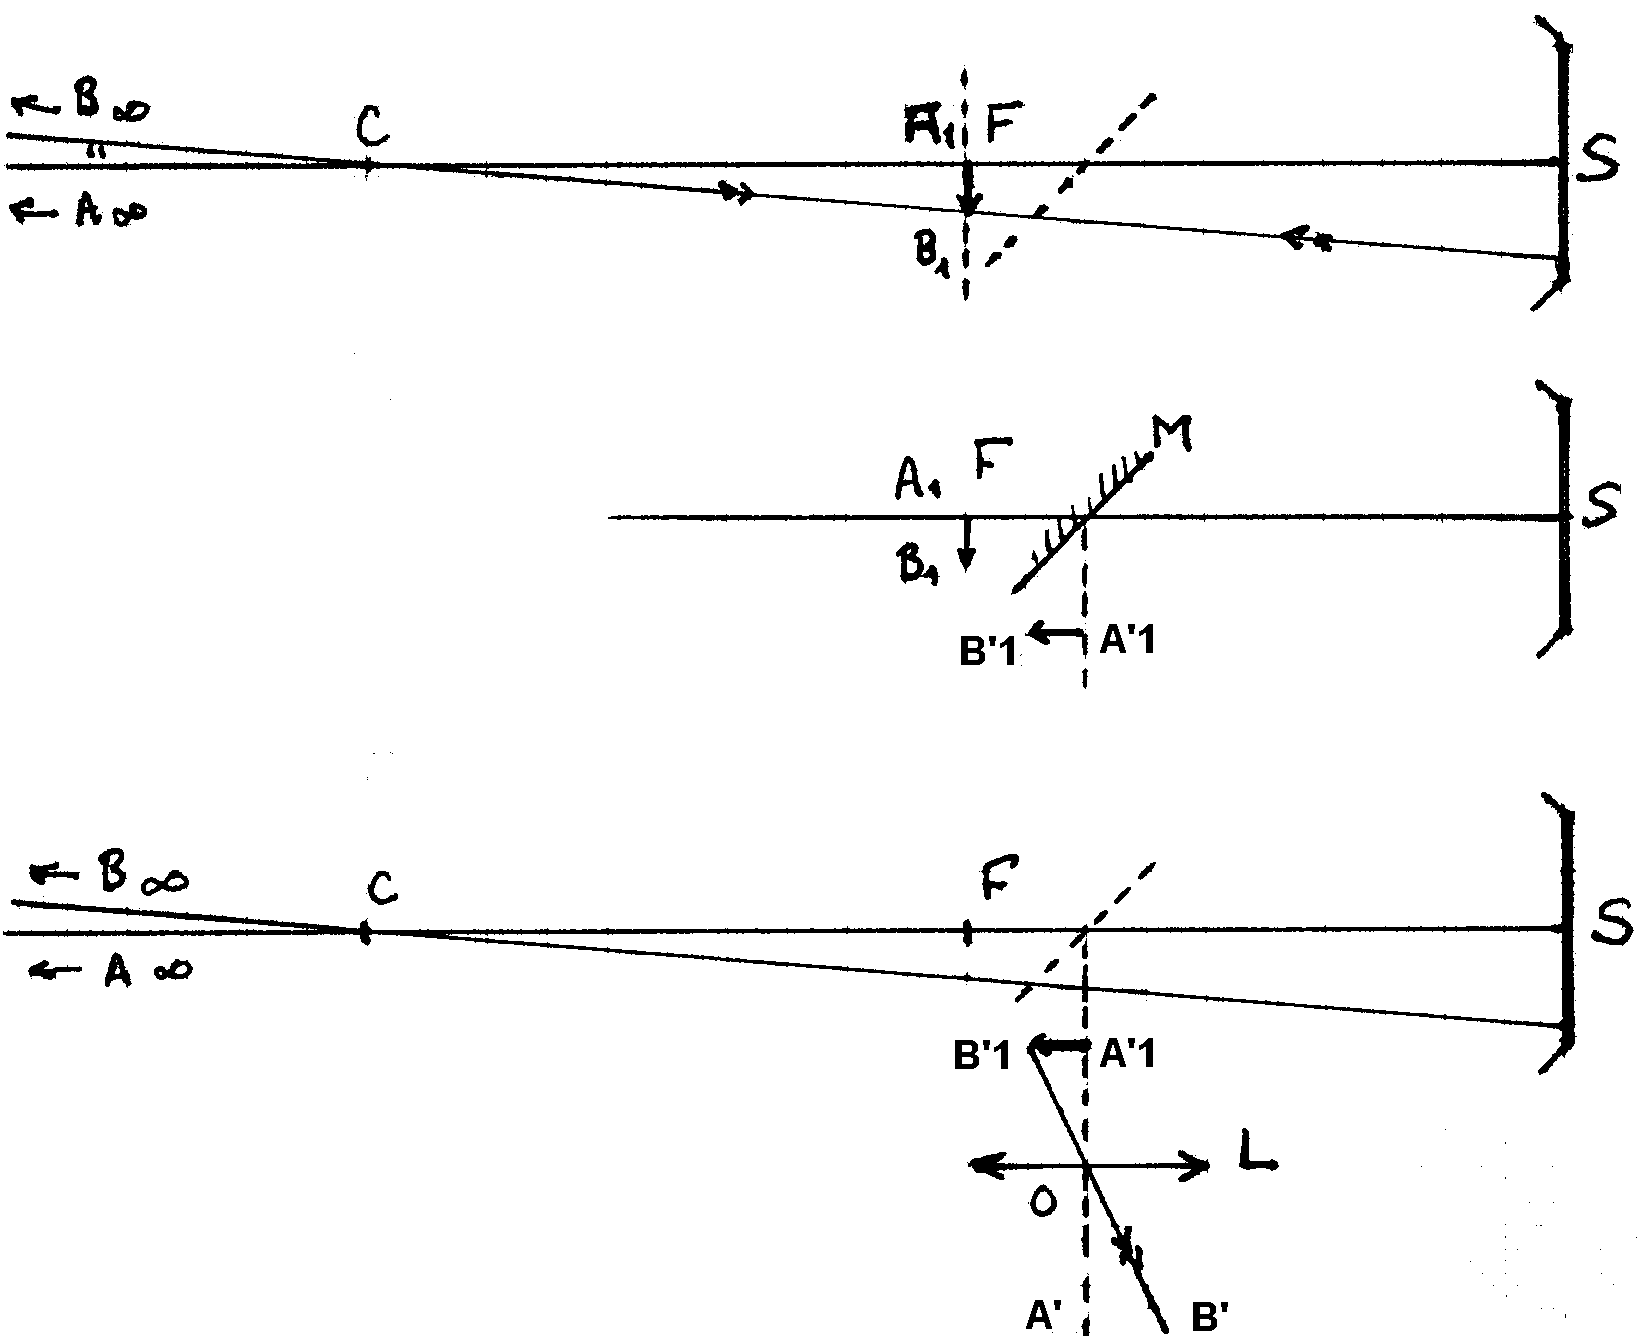 ← B∞
C
A₁ F
S
← A∞
B₁
M
A₁ F
S
B₁
B'1 A'1
← B∞
C
F
S
← A∞
B'1 A'1
L
O
A' B'